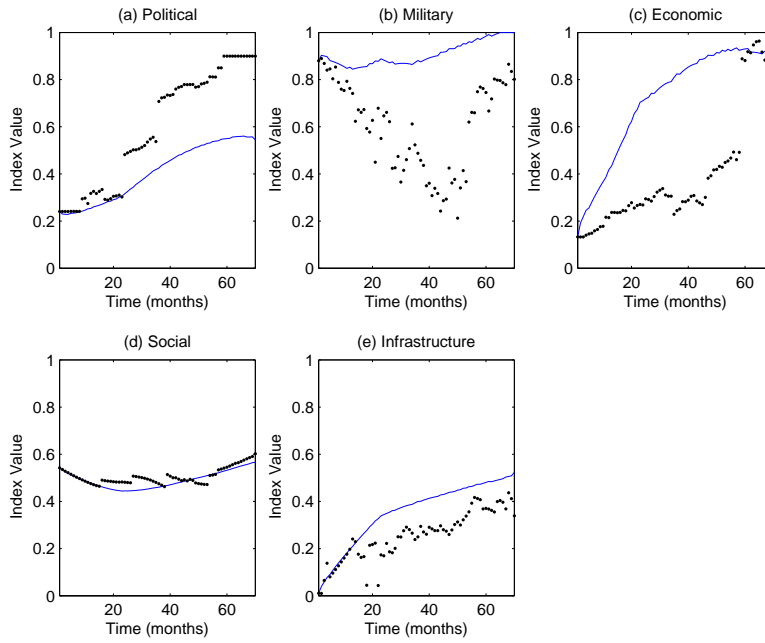 (a) Political
Index Value
1
0.8
0.6
0.4
0.2
0
20 40 60
Time (months)
(b) Military
Index Value
1
0.8
0.6
0.4
0.2
0
20 40 60
Time (months)
(c) Economic
Index Value
1
0.8
0.6
0.4
0.2
0
20 40 60
Time (months)
(d) Social
Index Value
1
0.8
0.6
0.4
0.2
0
20 40 60
Time (months)
(e) Infrastructure
Index Value
1
0.8
0.6
0.4
0.2
0
20 40 60
Time (months)